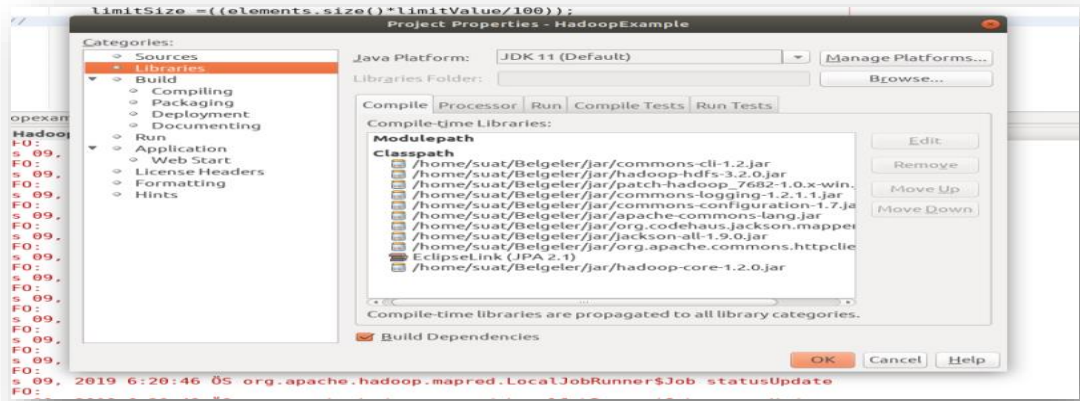 limitSize =((elements.size()*limitValue/100));
//
Project Properties - HadoopExample
Categories:
Sources
Libraries
Build
Compiling
Packaging
Deployment
Documenting
Run
Application
Web Start
License Headers
Formatting
Hints
Java Platform:
JDK 11 (Default)
Manage Platforms...
Libraries Folder:
Browse...
Compile Processor Run Compile Tests Run Tests
Compile-time Libraries:
Modulepath
Classpath
/home/suat/Belgeler/jar/commons-cli-1.2.jar
/home/suat/Belgeler/jar/hadoop-hdfs-3.2.0.jar
/home/suat/Belgeler/jar/patch-hadoop_7682-1.0.x-win.
/home/suat/Belgeler/jar/commons-logging-1.2.1.1.jar
/home/suat/Belgeler/jar/commons-configuration-1.7.ja
/home/suat/Belgeler/jar/apache-commons-lang.jar
/home/suat/Belgeler/jar/org.codehaus.jackson.mapper
/home/suat/Belgeler/jar/jackson-all-1.9.0.jar
/home/suat/Belgeler/jar/org.apache.commons.httpclie
EclipseLink (JPA 2.1)
/home/suat/Belgeler/jar/hadoop-core-1.2.0.jar
Edit
Remove
Move Up
Move Down
Compile-time libraries are propagated to all library categories.
Build Dependencies
OK
Cancel
Help
opexam
Hadoop
FO:
s 09,
FO:
s 09,
FO:
s 09,
FO:
s 09,
FO:
s 09,
FO:
s 09,
FO:
s 09,
FO:
s 09,
FO:
s 09,
FO:
s 09,
FO:
s 09,
FO:
s 09, 2019 6:20:46 ÖS org.apache.hadoop.mapred.LocalJobRunner$Job statusUpdate
FO: